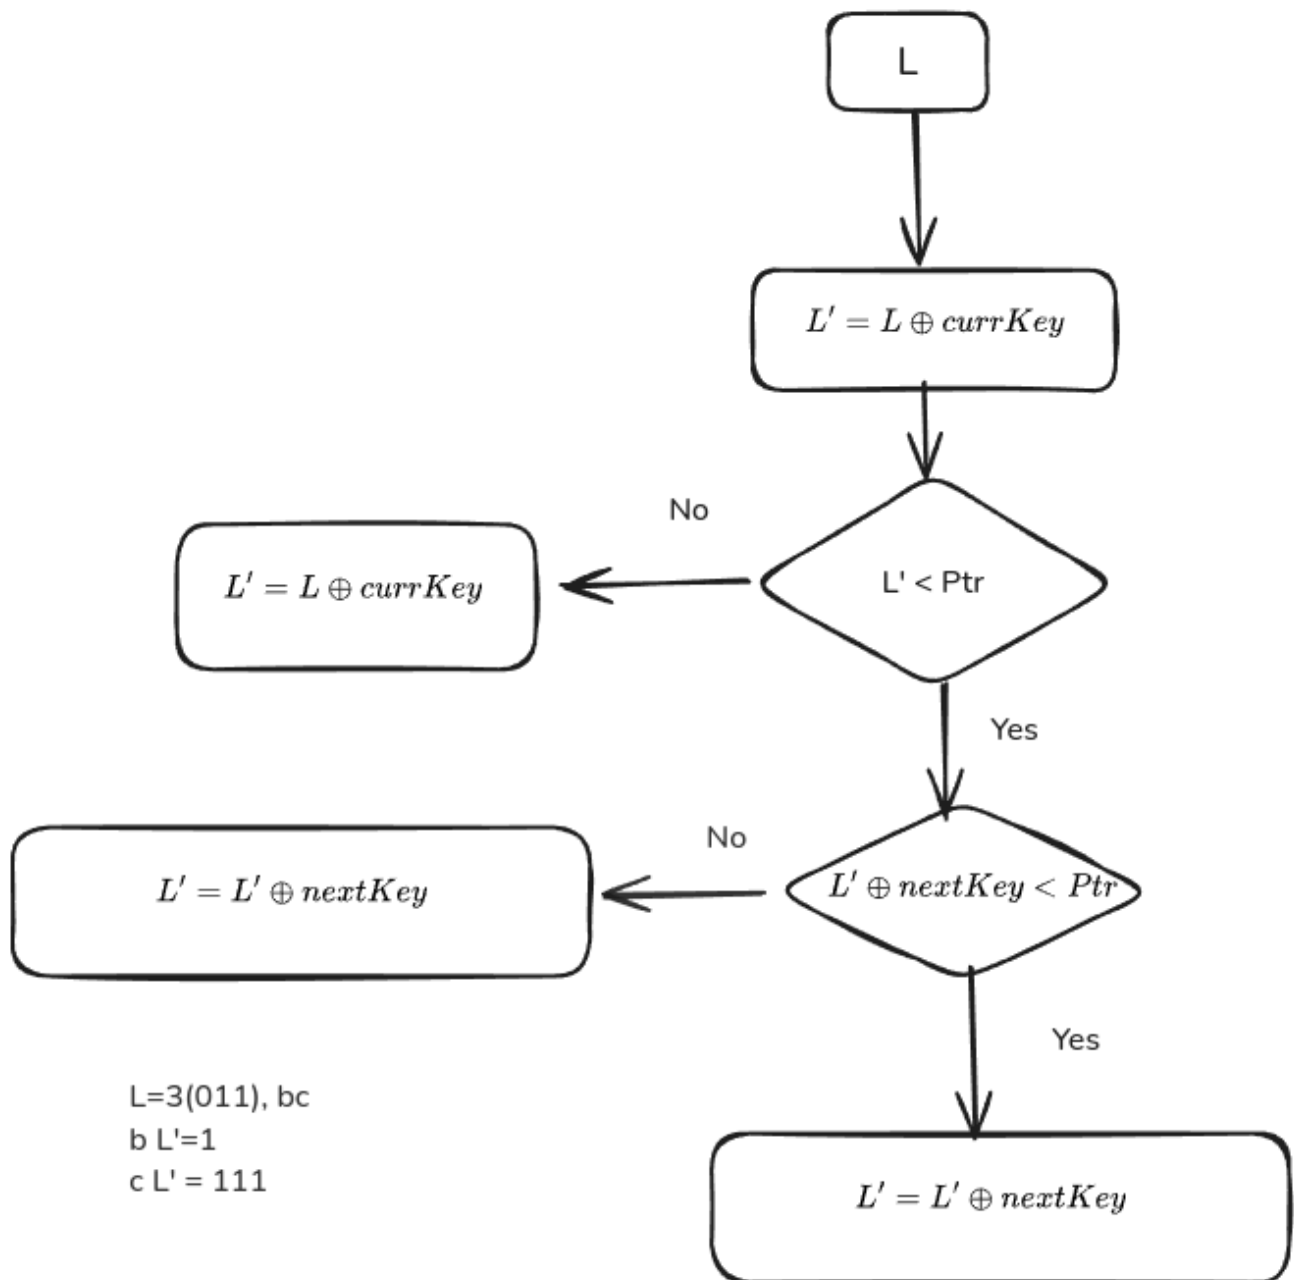 L
L' = L ⊕ currKey
No
L' = L ⊕ currKey
L' < Ptr
Yes
No
L' = L' ⊕ nextKey
L' ⊕ nextKey < Ptr
Yes
L=3(011), bc
b L'=1
c L' = 111
L' = L' ⊕ nextKey